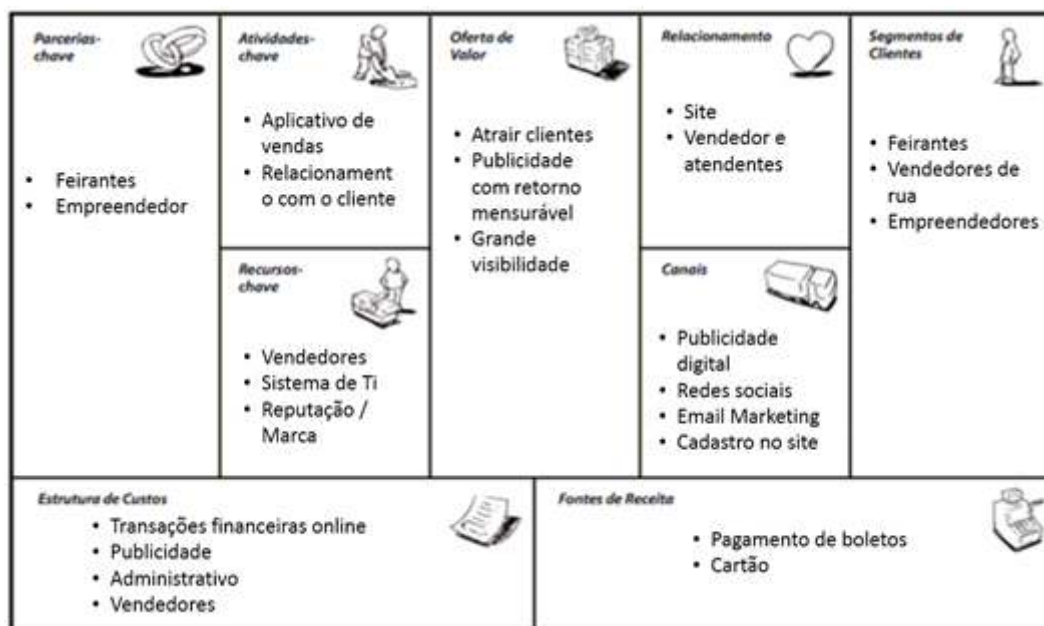 Parcerias-
chave
• Feirantes
• Empreendedor
Atividades-
chave
• Aplicativo de
vendas
• Relacionament
o com o cliente
Recursos-
chave
• Vendedores
• Sistema de Ti
• Reputação /
Marca
Oferta de
Valor
• Atrair clientes
• Publicidade
com retorno
mensurável
• Grande
visibilidade
Relacionamento
• Site
• Vendedor e
atendentes
Canais
• Publicidade
digital
• Redes sociais
• Email Marketing
• Cadastro no site
Segmentos de
Clientes
• Feirantes
• Vendedores de
rua
• Empreendedores
Estrutura de Custos
• Transações financeiras online
• Publicidade
• Administrativo
• Vendedores
Fontes de Receita
• Pagamento de boletos
• Cartão